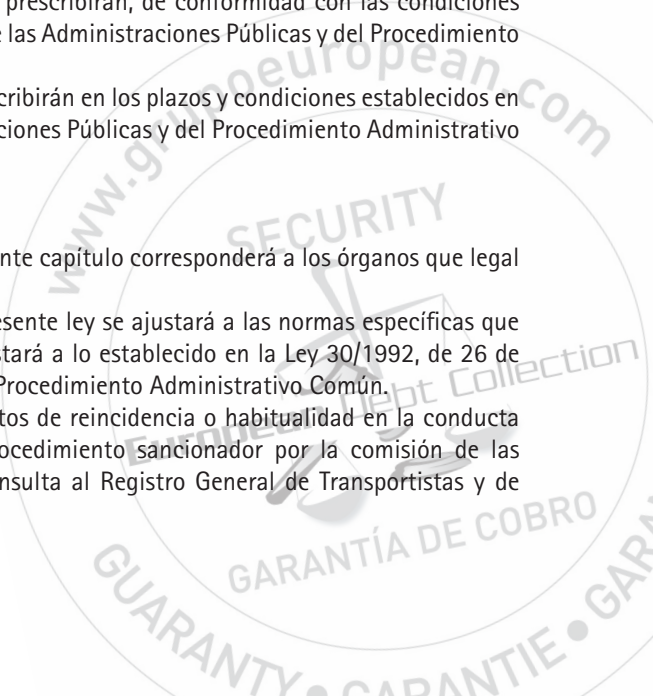 prescribirán, de conformidad con las condiciones
las Administraciones Públicas y del Procedimiento
cribirán en los plazos y condiciones establecidos en
ciones Públicas y del Procedimiento Administrativo
nte capítulo corresponderá a los órganos que legal
esente ley se ajustará a las normas específicas que
stará a lo establecido en la Ley 30/1992, de 26 de
Procedimiento Administrativo Común.
tos de reincidencia o habitualidad en la conducta
ocedimiento sancionador por la comisión de las
nsulta al Registro General de Transportistas y de
www.grupoeuropean.com
SECURITY
European Debt Collection
GARANTÍA DE COBRO
GUARANTY • GARANTIE • GAR